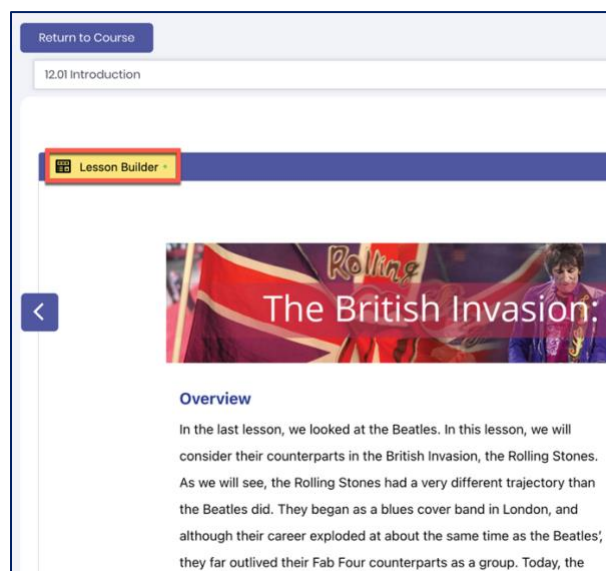 Return to Course
12.01 Introduction
Lesson Builder
Rolling
The British Invasion:
Overview
In the last lesson, we looked at the Beatles. In this lesson, we will
consider their counterparts in the British Invasion, the Rolling Stones.
As we will see, the Rolling Stones had a very different trajectory than
the Beatles did. They began as a blues cover band in London, and
although their career exploded at about the same time as the Beatles',
they far outlived their Fab Four counterparts as a group. Today, the